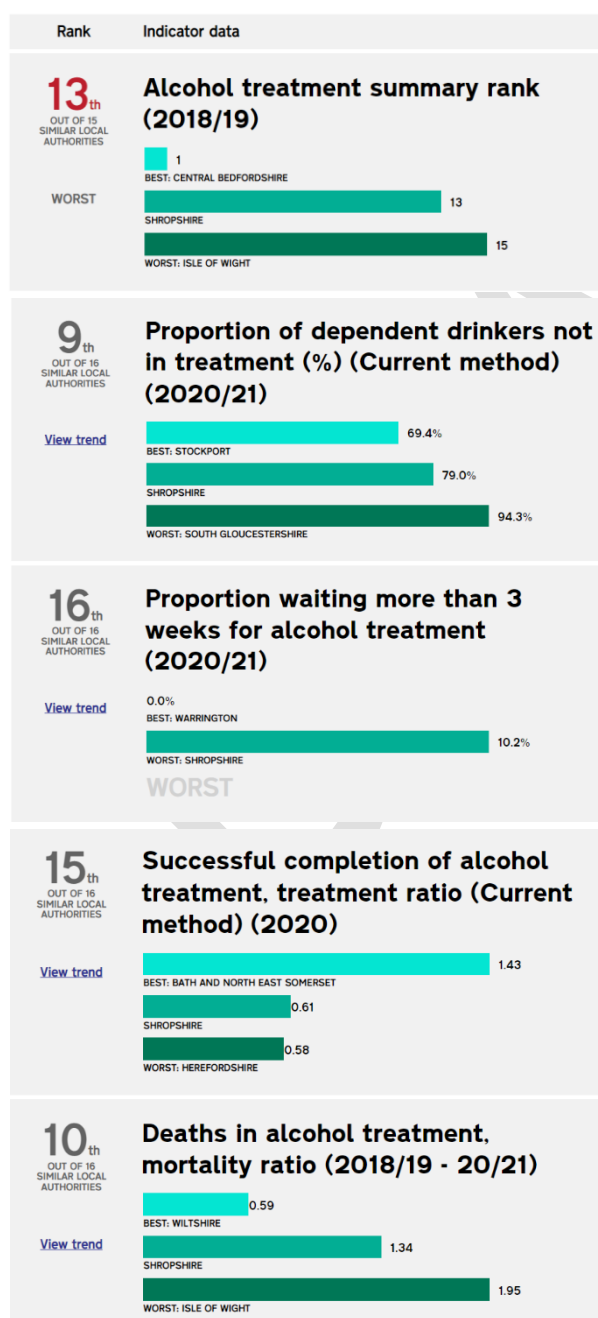 Rank Indicator data
13th
OUT OF 15
SIMILAR LOCAL
AUTHORITIES
WORST
Alcohol treatment summary rank
(2018/19)
1
BEST: CENTRAL BEDFORDSHIRE
13
SHROPSHIRE
15
WORST: ISLE OF WIGHT
9th
OUT OF 16
SIMILAR LOCAL
AUTHORITIES
View trend
Proportion of dependent drinkers not
in treatment (%) (Current method)
(2020/21)
69.4%
BEST: STOCKPORT
79.0%
SHROPSHIRE
94.3%
WORST: SOUTH GLOUCESTERSHIRE
16th
OUT OF 16
SIMILAR LOCAL
AUTHORITIES
View trend
Proportion waiting more than 3
weeks for alcohol treatment
(2020/21)
0.0%
BEST: WARRINGTON
10.2%
WORST: SHROPSHIRE
WORST
15th
OUT OF 16
SIMILAR LOCAL
AUTHORITIES
View trend
Successful completion of alcohol
treatment, treatment ratio (Current
method) (2020)
1.43
BEST: BATH AND NORTH EAST SOMERSET
0.61
SHROPSHIRE
0.58
WORST: HEREFORDSHIRE
10th
OUT OF 16
SIMILAR LOCAL
AUTHORITIES
View trend
Deaths in alcohol treatment,
mortality ratio (2018/19 - 20/21)
0.59
BEST: WILTSHIRE
1.34
SHROPSHIRE
1.95
WORST: ISLE OF WIGHT